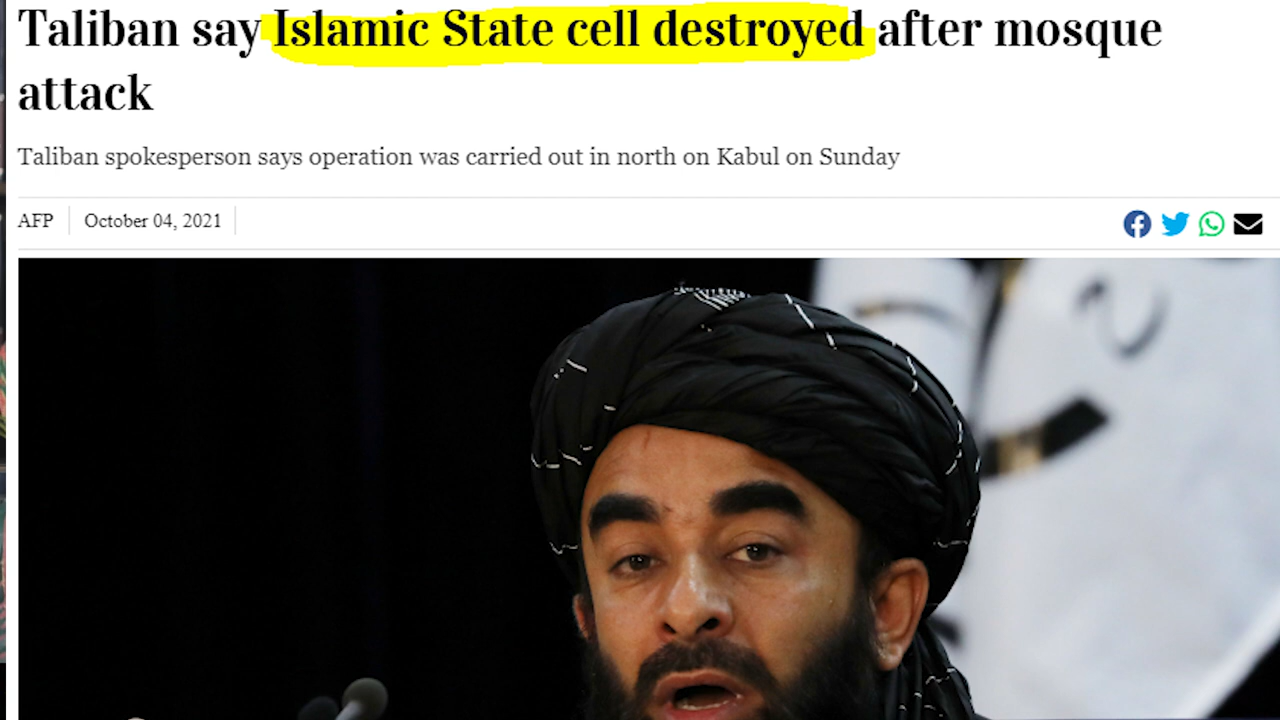 Taliban say Islamic State cell destroyed after mosque
attack
Taliban spokesperson says operation was carried out in north on Kabul on Sunday
AFP October 04, 2021